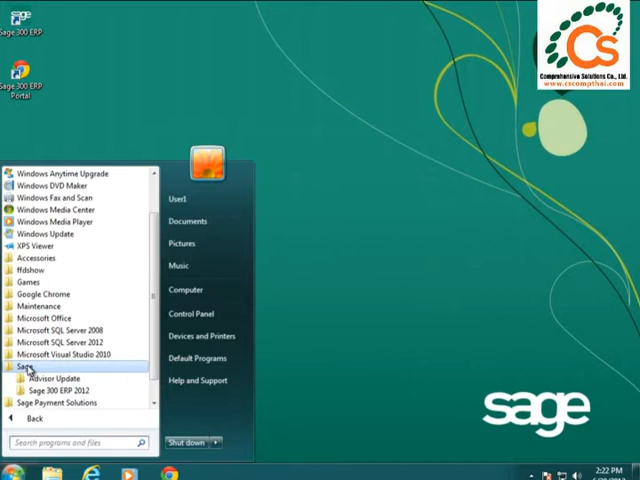 sage
Sage 300 ERP
Sage 300 ERP
Portal
CS
Comprehensive Solutions Co., Ltd.
www.cscompthai.com
Windows Anytime Upgrade
Windows DVD Maker
Windows Fax and Scan
Windows Media Center
Windows Media Player
Windows Update
XPS Viewer
Accessories
ffdshow
Games
Google Chrome
Maintenance
Microsoft Office
Microsoft SQL Server 2008
Microsoft SQL Server 2012
Microsoft Visual Studio 2010
Sage
Advisor Update
Sage 300 ERP 2012
Sage Payment Solutions
Back
Search programs and files
User1
Documents
Pictures
Music
Computer
Control Panel
Devices and Printers
Default Programs
Help and Support
Shut down
sage
2:22 PM